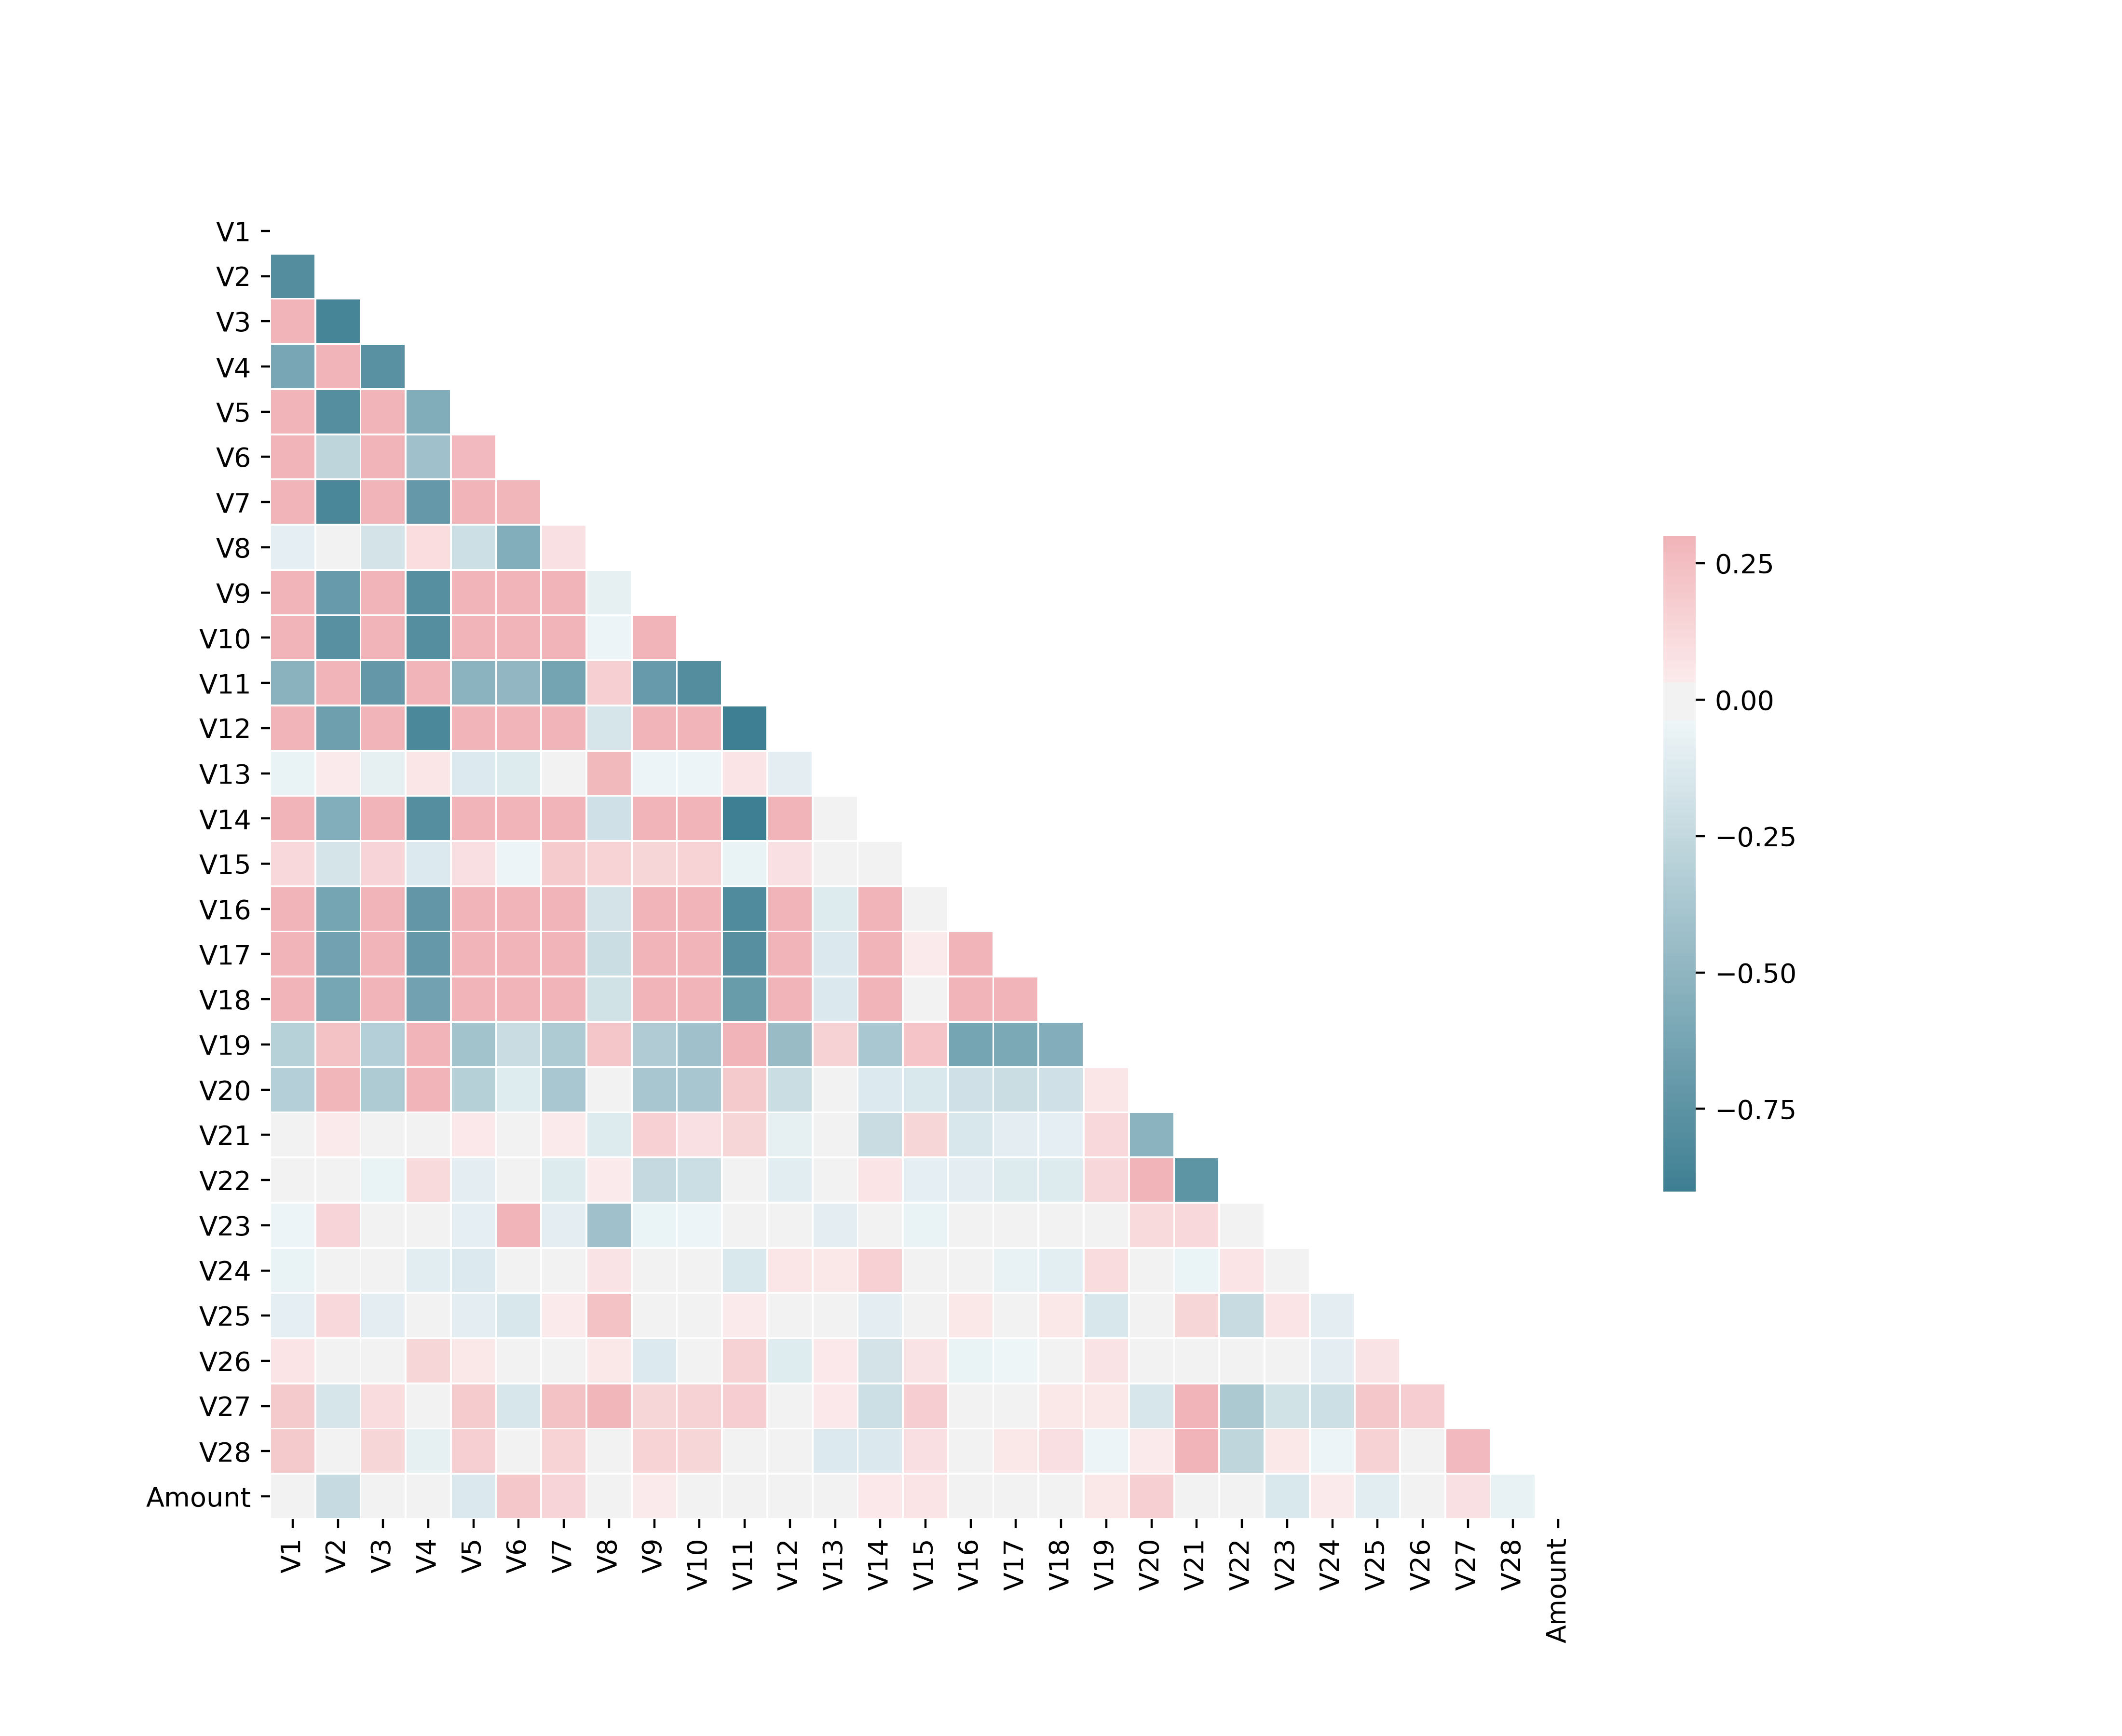 V1
V2
V3
V4
V5
V6
V7
V8
V9
V10
V11
V12
V13
V14
V15
V16
V17
V18
V19
V20
V21
V22
V23
V24
V25
V26
V27
V28
Amount
V1 V2 V3 V4 V5 V6 V7 V8 V9 V10 V11 V12 V13 V14 V15 V16 V17 V18 V19 V20 V21 V22 V23 V24 V25 V26 V27 V28 Amount
0.25
0.00
−0.25
−0.50
−0.75